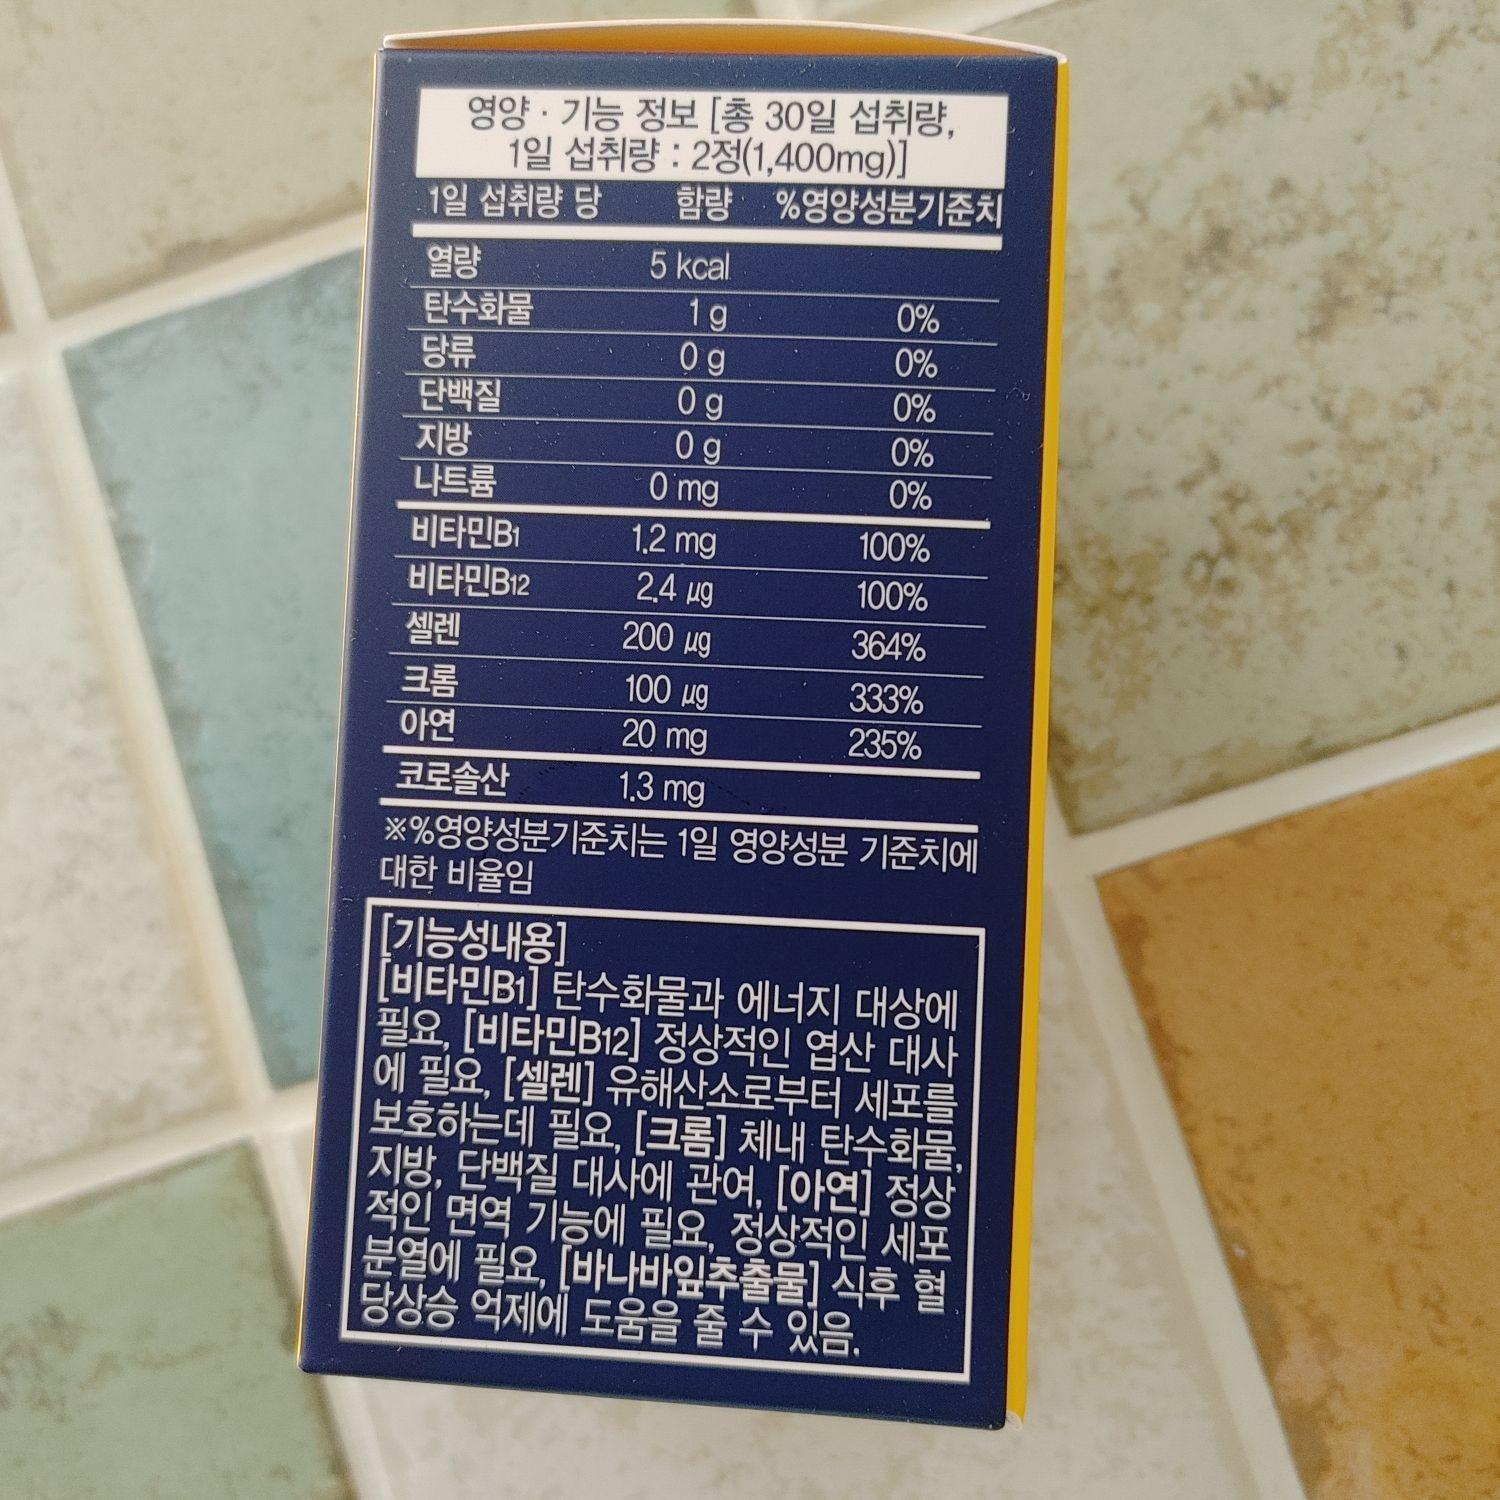 영양 · 기능 정보 [총 30일 섭취량,
1일 섭취량 : 2정(1,400mg)]
1일 섭취량 당 함량 %영양성분기준치
열량 5 kcal
탄수화물 1 g 0%
당류 0 g 0%
단백질 0 g 0%
지방 0 g 0%
나트륨 0 mg 0%
비타민B1 1.2 mg 100%
비타민B12 2.4 μg 100%
셀렌 200 μg 364%
크롬 100 μg 333%
아연 20 mg 235%
코로솔산 1.3 mg
※%영양성분기준치는 1일 영양성분 기준치에
대한 비율임
[기능성내용]
[비타민B1] 탄수화물과 에너지 대상에
필요, [비타민B12] 정상적인 엽산 대사
에 필요, [셀렌] 유해산소로부터 세포를
보호하는데 필요, [크롬] 체내 탄수화물,
지방, 단백질 대사에 관여, [아연] 정상
적인 면역 기능에 필요, 정상적인 세포
분열에 필요, [바나바잎추출물] 식후 혈
당상승 억제에 도움을 줄 수 있음.